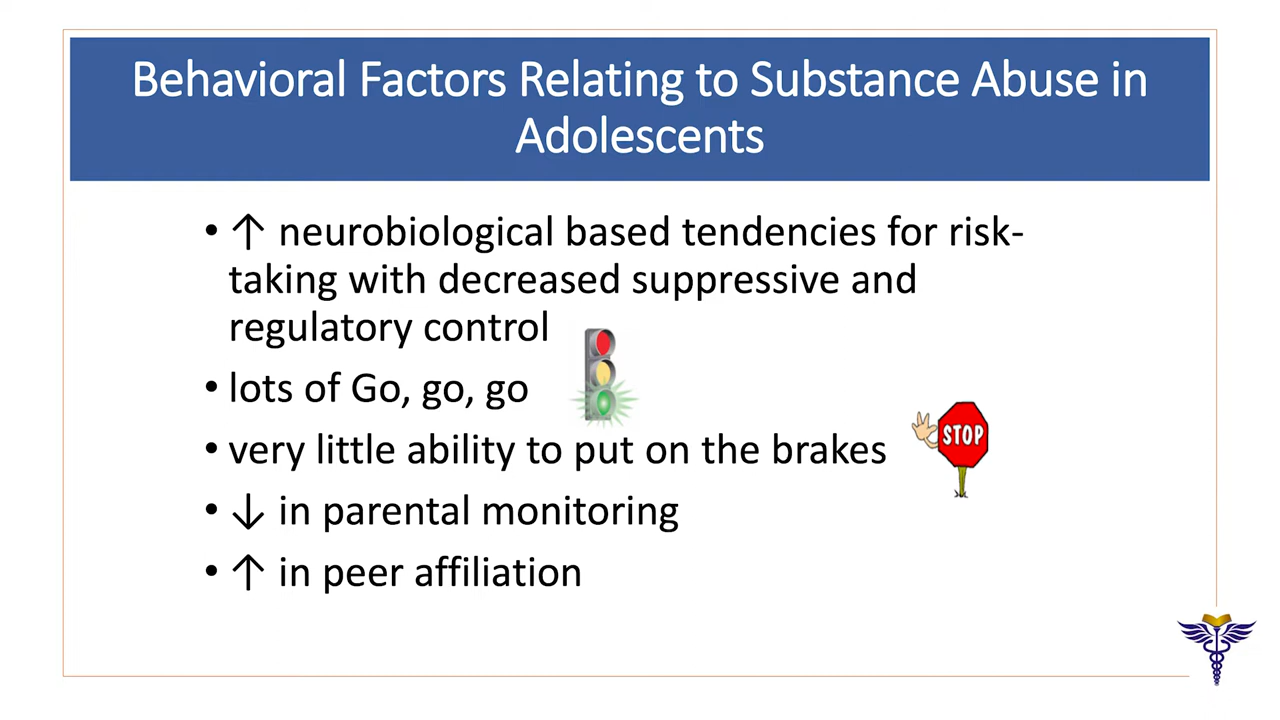 Behavioral Factors Relating to Substance Abuse in
Adolescents
• ↑ neurobiological based tendencies for risk-
taking with decreased suppressive and
regulatory control
• lots of Go, go, go
• very little ability to put on the brakes
STOP
• ↓ in parental monitoring
• ↑ in peer affiliation